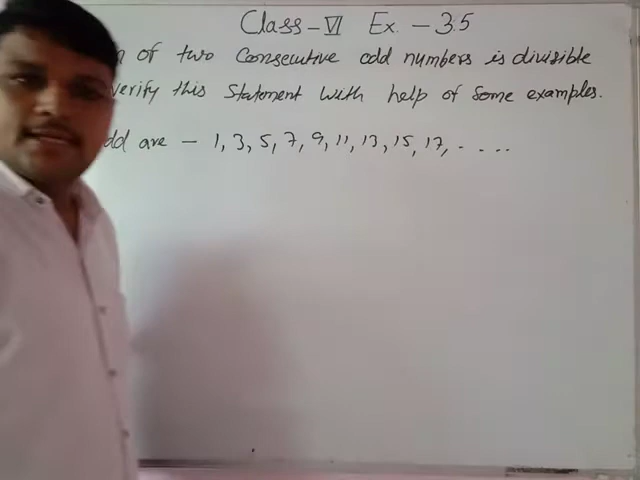 Class - VI Ex. - 3.5
of two Consecutive odd numbers is divisible
verify this Statement with help of Some examples.
are - 1, 3, 5, 7, 9, 11, 13, 15, 17, . . . .